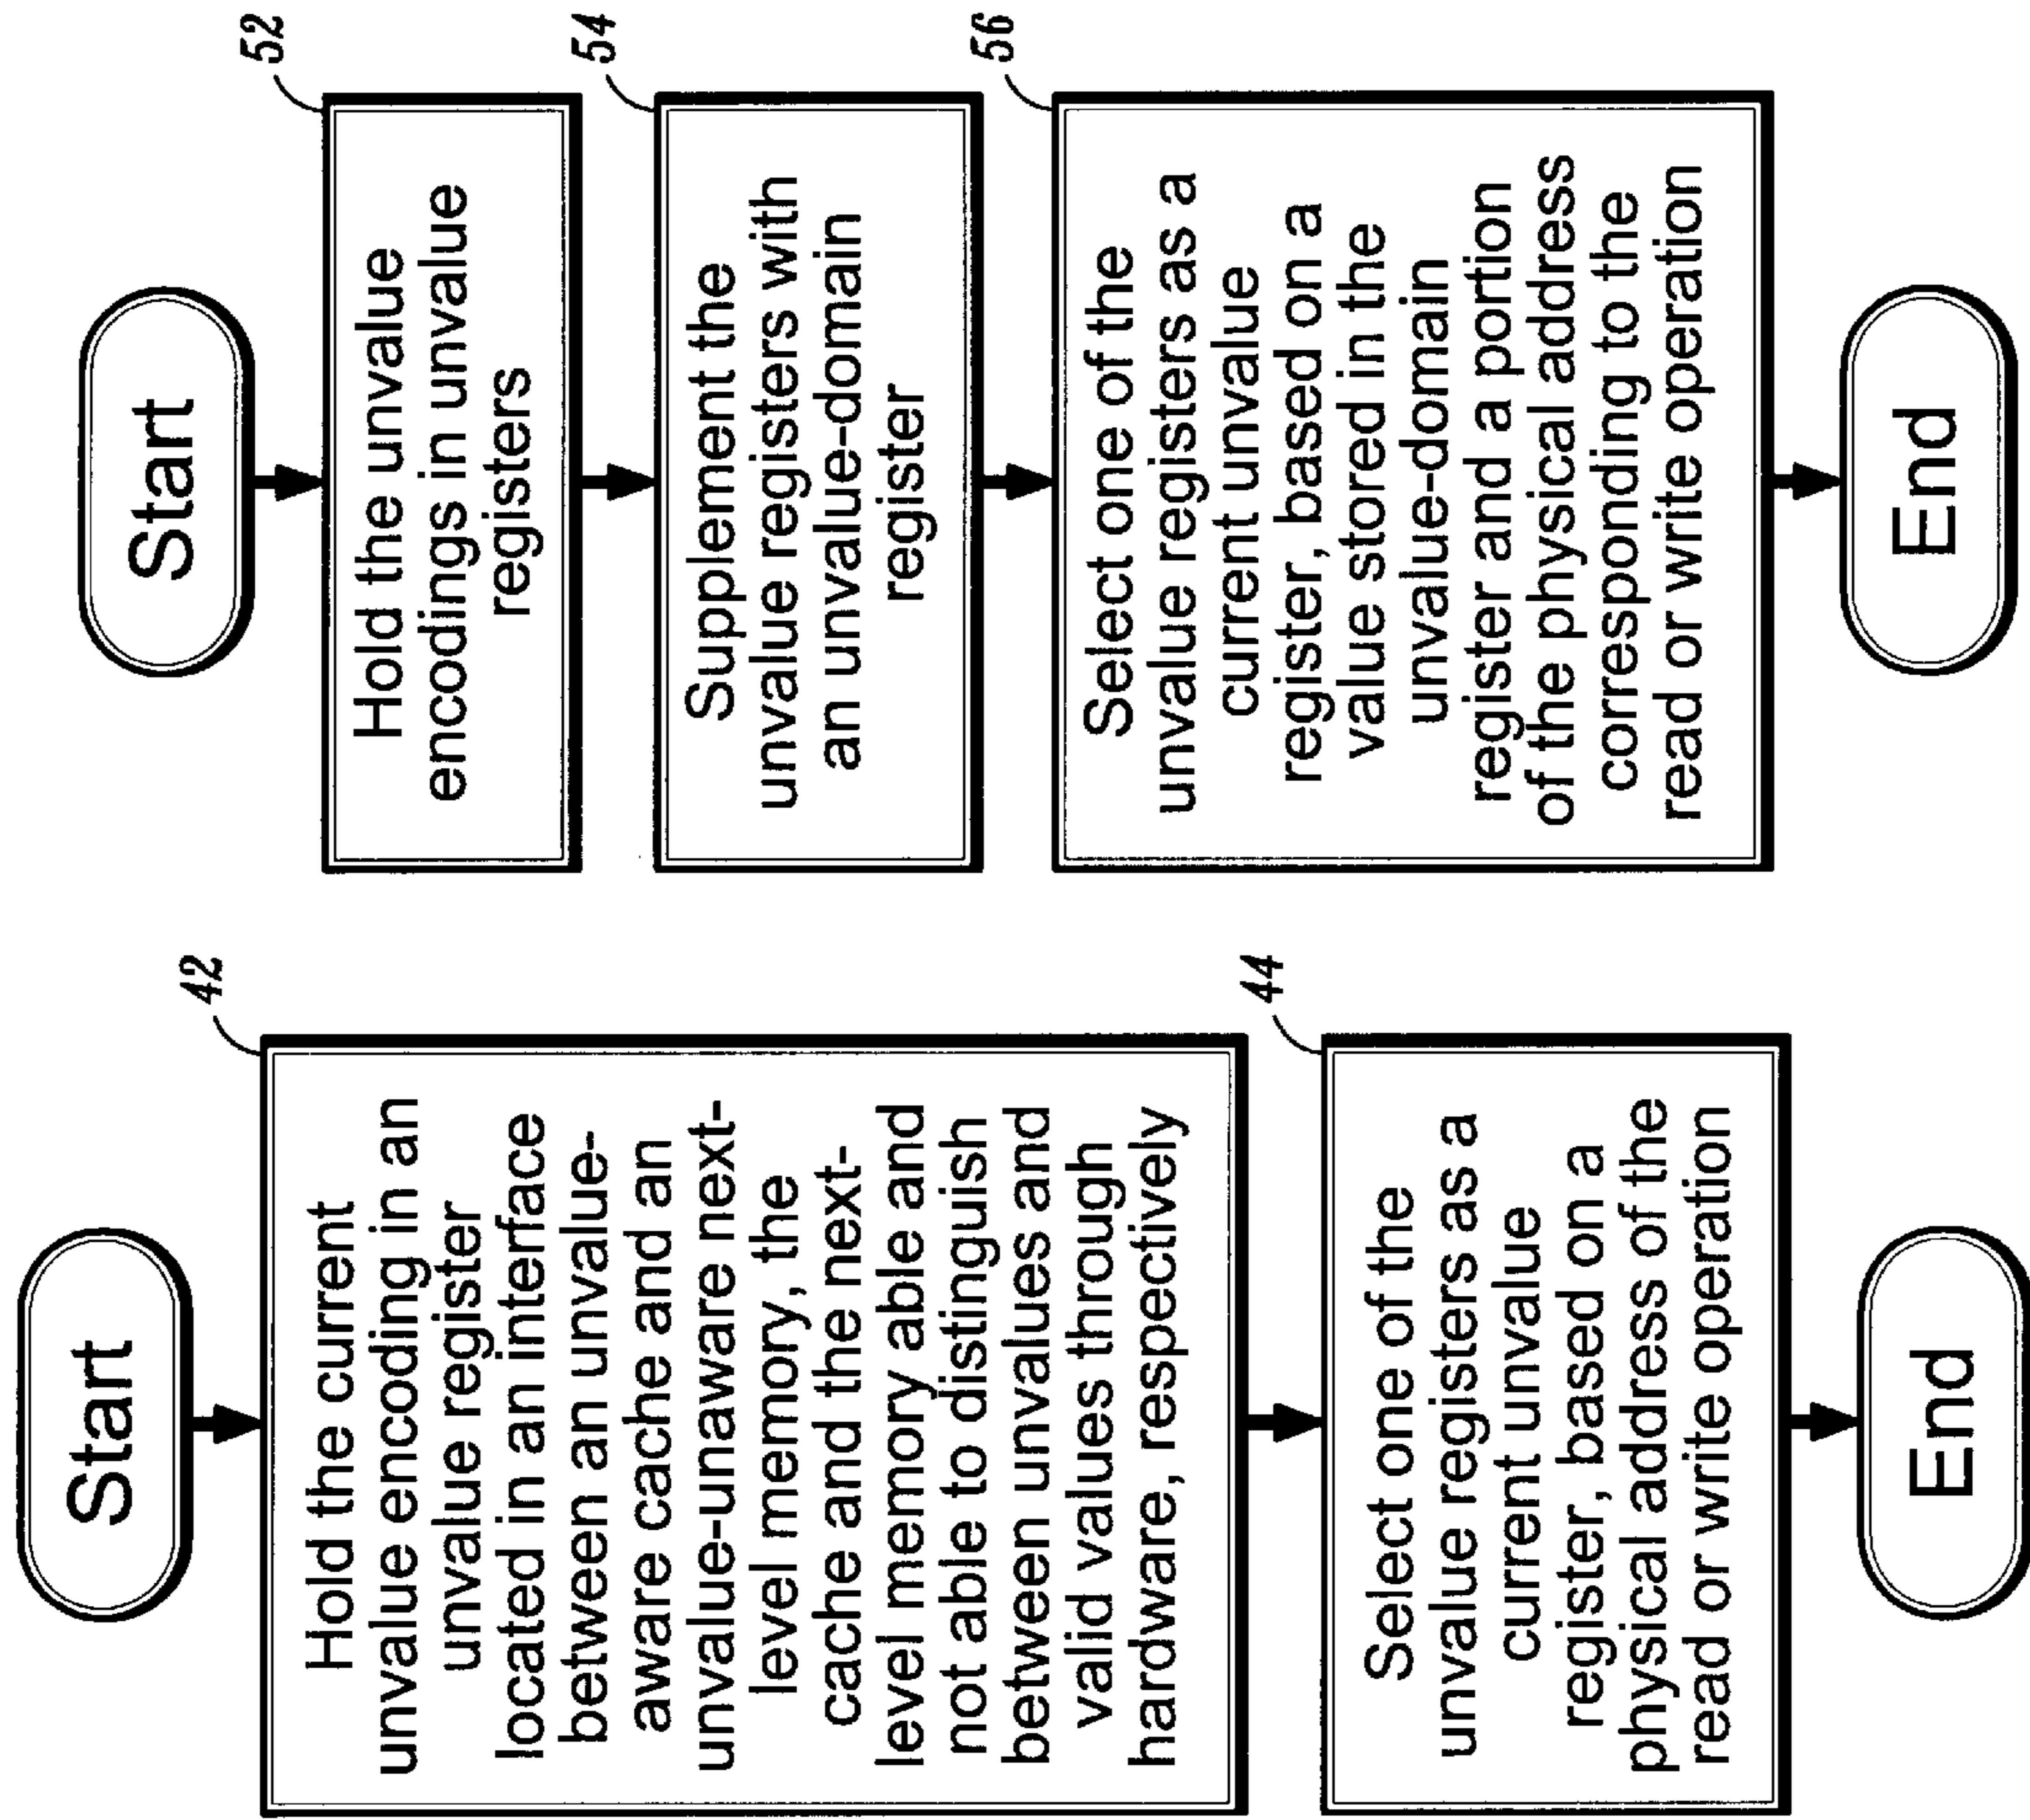 Start
42
Hold the current
unvalue encoding in an
unvalue register
located in an interface
between an unvalue-
aware cache and an
unvalue-unaware next-
level memory, the
cache and the next-
level memory able and
not able to distinguish
between unvalues and
valid values through
hardware, respectively
44
Select one of the
unvalue registers as a
current unvalue
register, based on a
physical address of the
read or write operation
End
Start
52
Hold the unvalue
encodings in unvalue
registers
54
Supplement the
unvalue registers with
an unvalue-domain
register
56
Select one of the
unvalue registers as a
current unvalue
register, based on a
value stored in the
unvalue-domain
register and a portion
of the physical address
corresponding to the
read or write operation
End